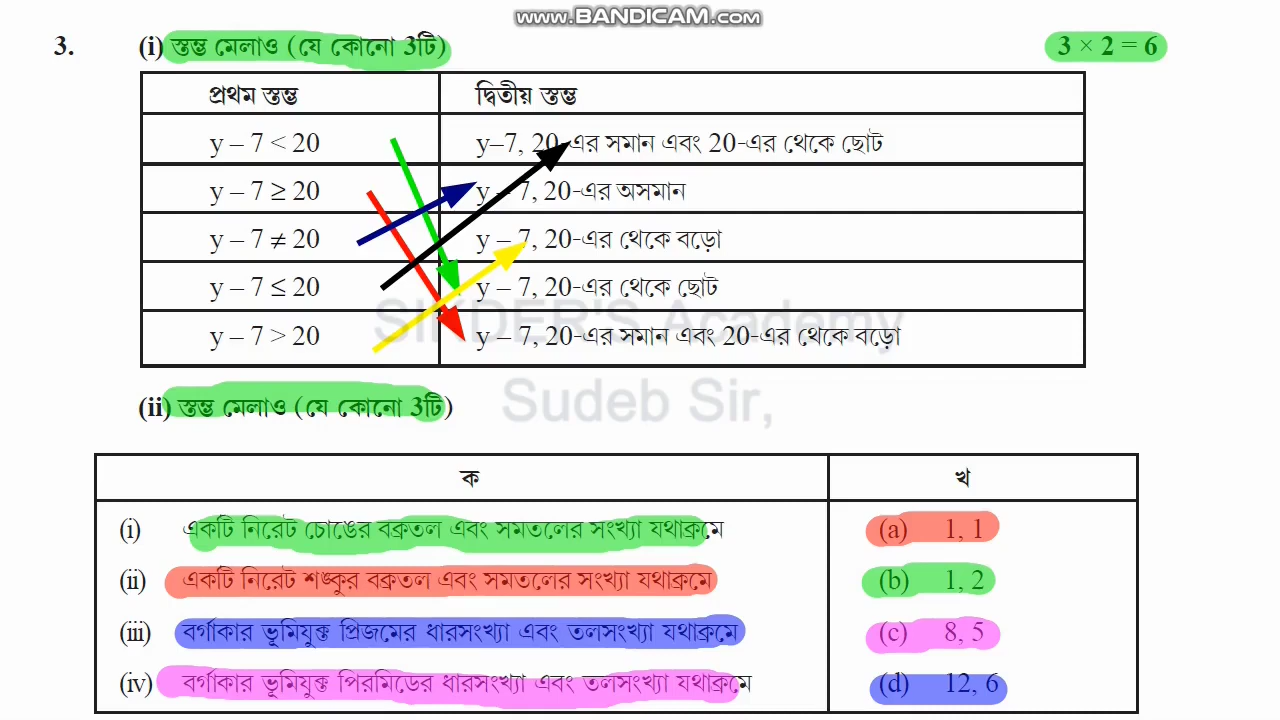 www.BANDICAM.com
3. (i) স্তম্ভ মেলাও (যে কোনো 3টি) 3 × 2 = 6
প্রথম স্তম্ভ দ্বিতীয় স্তম্ভ
y – 7 < 20 y–7, 20-এর সমান এবং 20-এর থেকে ছোট
y – 7 ≥ 20 y – 7, 20-এর অসমান
y – 7 ≠ 20 y – 7, 20-এর থেকে বড়ো
y – 7 ≤ 20 y – 7, 20-এর থেকে ছোট
SIKDER'S Academy
y – 7 > 20 y – 7, 20-এর সমান এবং 20-এর থেকে বড়ো
Sudeb Sir,
(ii) স্তম্ভ মেলাও (যে কোনো 3টি)
ক খ
(i) একটি নিরেট চোঙের বক্রতল এবং সমতলের সংখ্যা যথাক্রমে (a) 1, 1
(ii) একটি নিরেট শঙ্কুর বক্রতল এবং সমতলের সংখ্যা যথাক্রমে (b) 1, 2
(iii) বর্গাকার ভূমিযুক্ত প্রিজমের ধারসংখ্যা এবং তলসংখ্যা যথাক্রমে (c) 8, 5
(iv) বর্গাকার ভূমিযুক্ত পিরমিডের ধারসংখ্যা এবং তলসংখ্যা যথাক্রমে (d) 12, 6